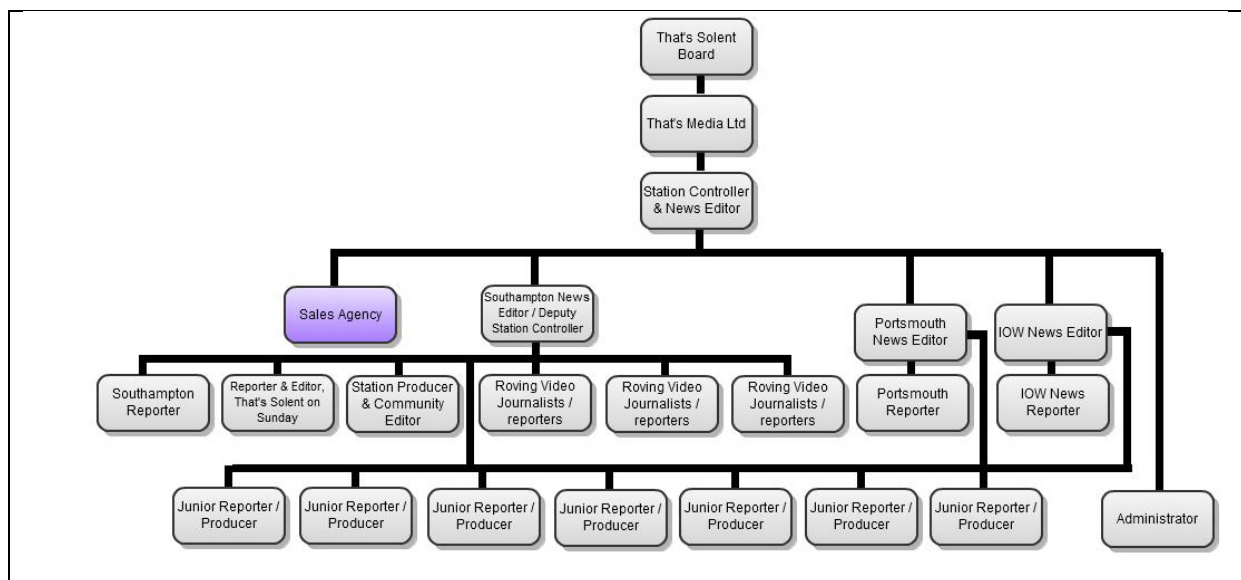 That's Solent
Board
That's Media Ltd
Station Controller
& News Editor
Sales Agency
Southampton News
Editor / Deputy
Station Controller
Portsmouth
News Editor
IOW News Editor
Southampton
Reporter
Reporter & Editor,
That's Solent on
Sunday
Station Producer
& Community
Editor
Roving Video
Journalists /
reporters
Roving Video
Journalists /
reporters
Roving Video
Journalists /
reporters
Portsmouth
Reporter
IOW News
Reporter
Junior Reporter /
Producer
Junior Reporter /
Producer
Junior Reporter /
Producer
Junior Reporter /
Producer
Junior Reporter /
Producer
Junior Reporter /
Producer
Junior Reporter /
Producer
Administrator